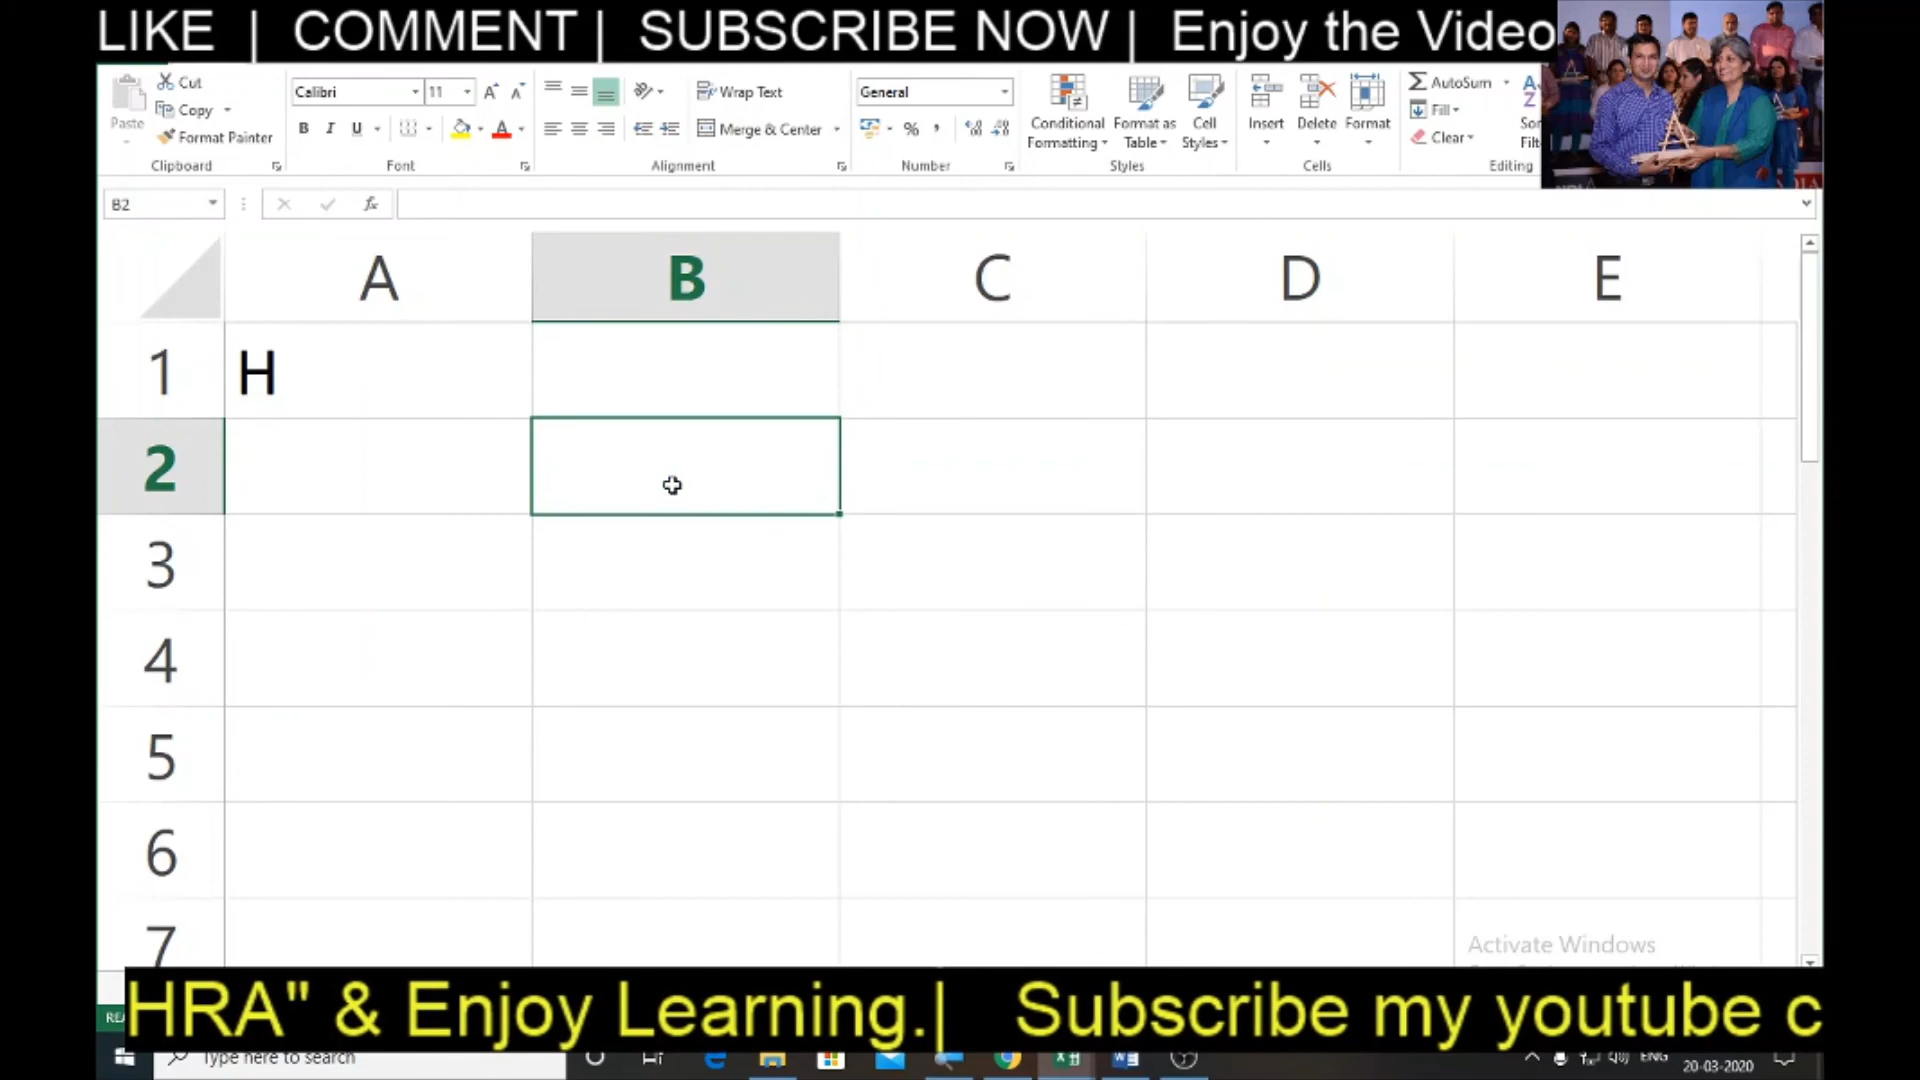 LIKE | COMMENT | SUBSCRIBE NOW | Enjoy the Video
Cut
Copy
Format Painter
Paste
Clipboard
Calibri
11
B I U
Font
Wrap Text
Merge & Center
Alignment
General
%
Number
Conditional Formatting
Format as Table
Cell Styles
Styles
Insert
Delete
Format
Cells
AutoSum
Fill
Clear
Editing
B2
fx
A B C D E
1 H
2
3
4
5
6
7
Activate Windows
HRA" & Enjoy Learning.| Subscribe my youtube c
Type here to search
ENG
20-03-2020